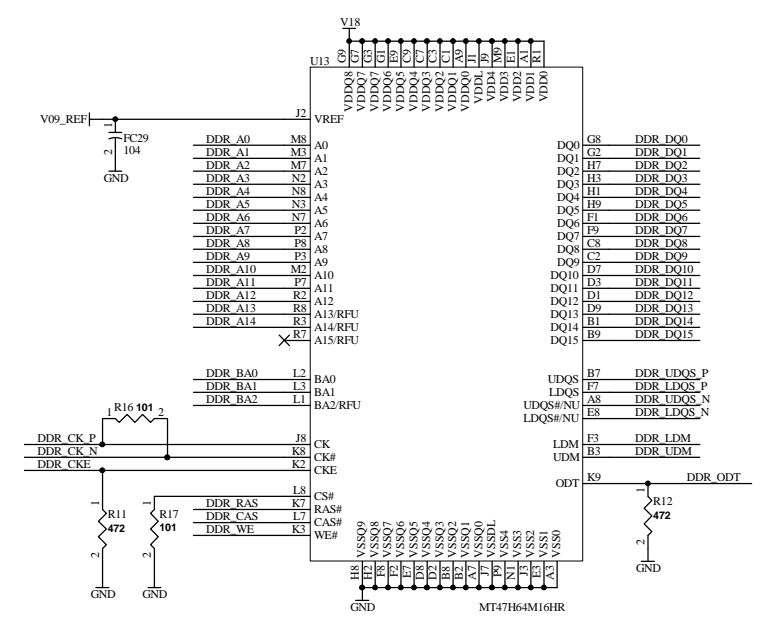 V18
G9 G7 G3 G1 E9 C9 C7 C3 C1 A9 J1 J9 M9 E1 A1 R1
U13
VDDQ8 VDDQ7 VDDQ7 VDDQ6 VDDQ5 VDDQ4 VDDQ3 VDDQ2 VDDQ1 VDDQ0 VDDL VDD4 VDD3 VDD2 VDD1 VDD0
V09_REF J2 VREF
1 FC29
104
2
GND
DDR_A0 M8 A0 DQ0 G8 DDR_DQ0
DDR_A1 M3 A1 DQ1 G2 DDR_DQ1
DDR_A2 M7 A2 DQ2 H7 DDR_DQ2
DDR_A3 N2 A3 DQ3 H3 DDR_DQ3
DDR_A4 N8 A4 DQ4 H1 DDR_DQ4
DDR_A5 N3 A5 DQ5 H9 DDR_DQ5
DDR_A6 N7 A6 DQ6 F1 DDR_DQ6
DDR_A7 P2 A7 DQ7 F9 DDR_DQ7
DDR_A8 P8 A8 DQ8 C8 DDR_DQ8
DDR_A9 P3 A9 DQ9 C2 DDR_DQ9
DDR_A10 M2 A10 DQ10 D7 DDR_DQ10
DDR_A11 P7 A11 DQ11 D3 DDR_DQ11
DDR_A12 R2 A12 DQ12 D1 DDR_DQ12
DDR_A13 R8 A13/RFU DQ13 D9 DDR_DQ13
DDR_A14 R3 A14/RFU DQ14 B1 DDR_DQ14
R7 A15/RFU DQ15 B9 DDR_DQ15
DDR_BA0 L2 BA0 UDQS B7 DDR_UDQS_P
DDR_BA1 L3 BA1 LDQS F7 DDR_LDQS_P
DDR_BA2 L1 BA2/RFU UDQS#/NU A8 DDR_UDQS_N
LDQS#/NU E8 DDR_LDQS_N
R16 101
1 2
DDR_CK_P J8 CK LDM F3 DDR_LDM
DDR_CK_N K8 CK# UDM B3 DDR_UDM
DDR_CKE K2 CKE
ODT K9 DDR_ODT
L8 CS#
DDR_RAS K7 RAS#
DDR_CAS L7 CAS#
DDR_WE K3 WE#
1 R11
472
2
GND
1 R17
101
2
GND
1 R12
472
2
GND
VSSQ9 VSSQ8 VSSQ7 VSSQ6 VSSQ5 VSSQ4 VSSQ3 VSSQ2 VSSQ1 VSSQ0 VSSDL VSS4 VSS3 VSS2 VSS1 VSS0
H8 H2 F8 F2 E7 D8 D2 B8 B2 A7 J7 P9 N1 J3 E3 A3
GND
MT47H64M16HR